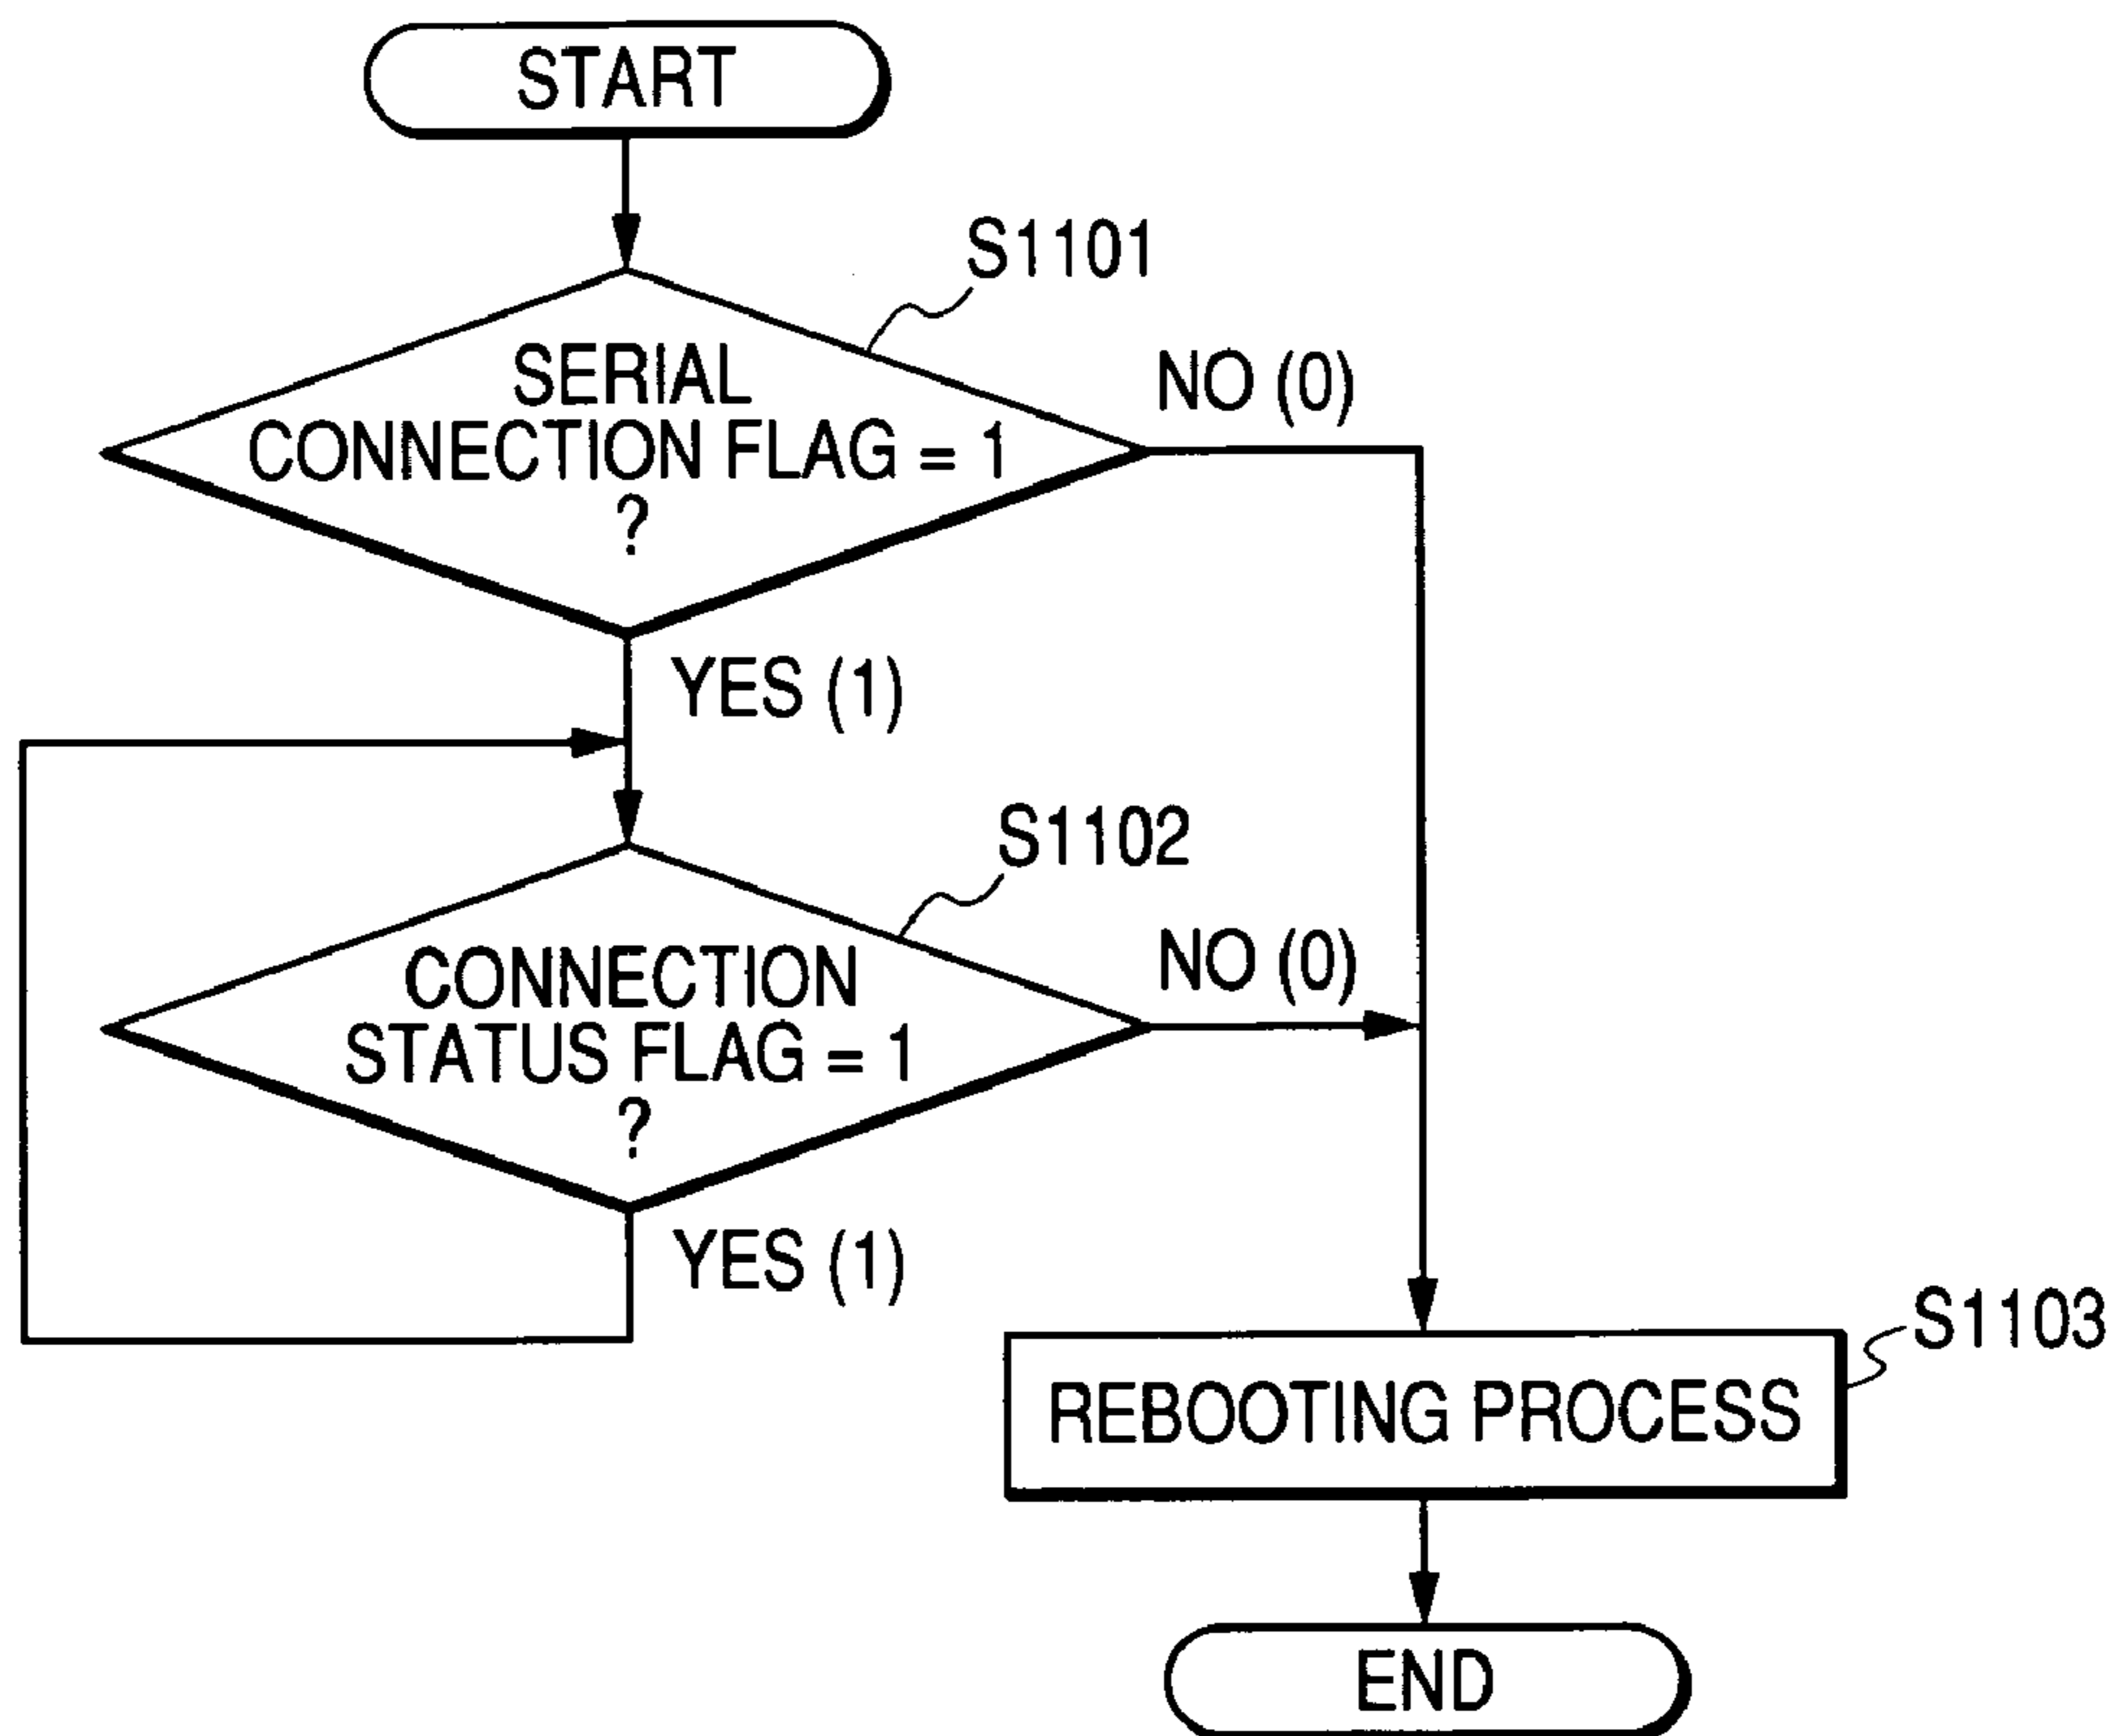 START
S1101
SERIAL
CONNECTION FLAG = 1
?
NO (0)
YES (1)
S1102
CONNECTION
STATUS FLAG = 1
?
NO (0)
YES (1)
S1103
REBOOTING PROCESS
END